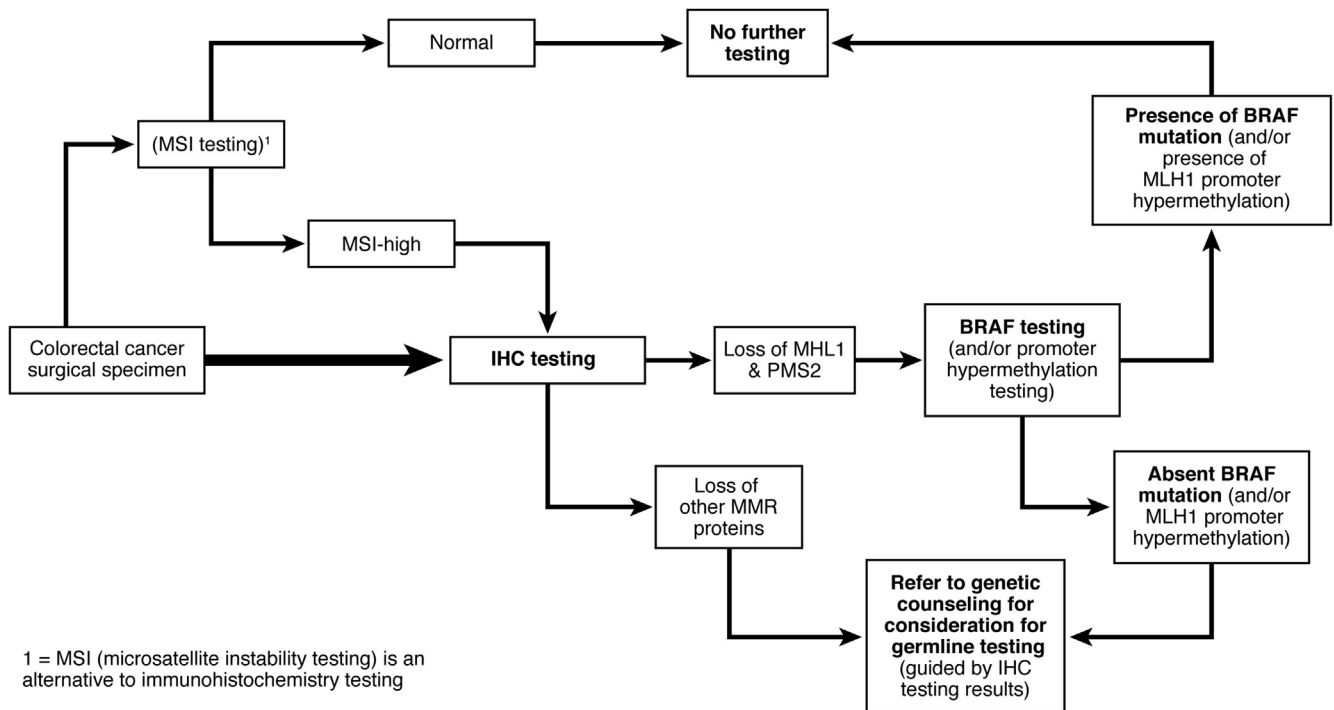 Normal
No further
testing
(MSI testing)¹
Presence of BRAF
mutation (and/or
presence of
MLH1 promoter
hypermethylation)
MSI-high
Colorectal cancer
surgical specimen
IHC testing
Loss of MHL1
& PMS2
BRAF testing
(and/or promoter
hypermethylation
testing)
Loss of
other MMR
proteins
Absent BRAF
mutation (and/or
MLH1 promoter
hypermethylation)
Refer to genetic
counseling for
consideration for
germline testing
(guided by IHC
testing results)
1 = MSI (microsatellite instability testing) is an
alternative to immunohistochemistry testing